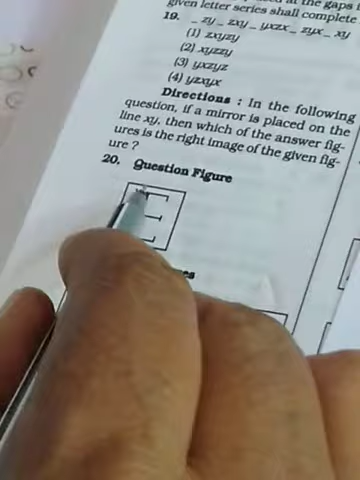 given letter series shall complete
19. _ zy _ zxy _ yxzx _ zyx _ xy
(1) zxyzy
(2) xyzzy
(3) yxzyz
(4) yzxyx
Directions : In the following
question, if a mirror is placed on the
line xy, then which of the answer fig-
ures is the right image of the given fig-
ure ?
20. Question Figure